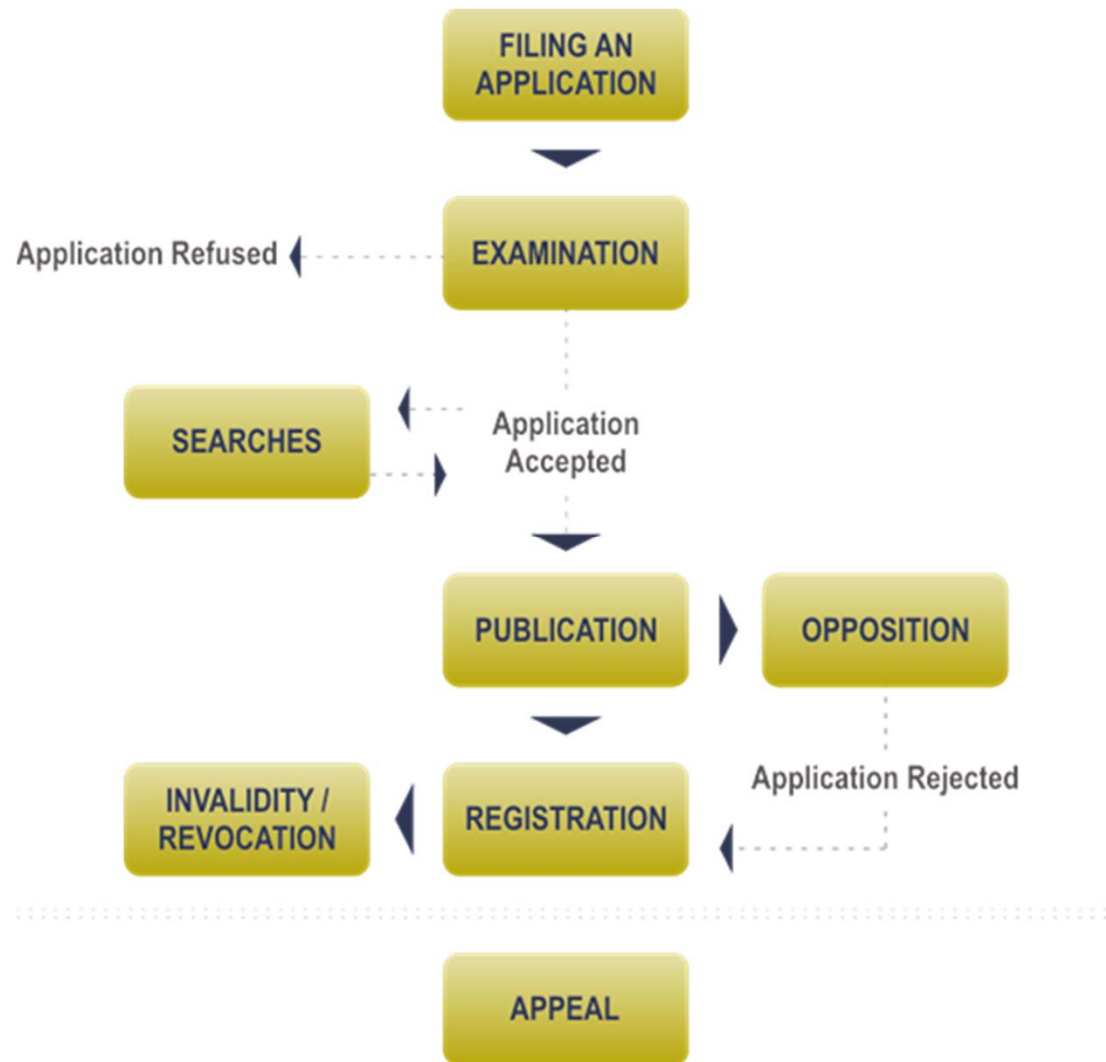 FILING AN
APPLICATION
Application Refused
EXAMINATION
SEARCHES
Application
Accepted
PUBLICATION
OPPOSITION
Application Rejected
INVALIDITY /
REVOCATION
REGISTRATION
APPEAL